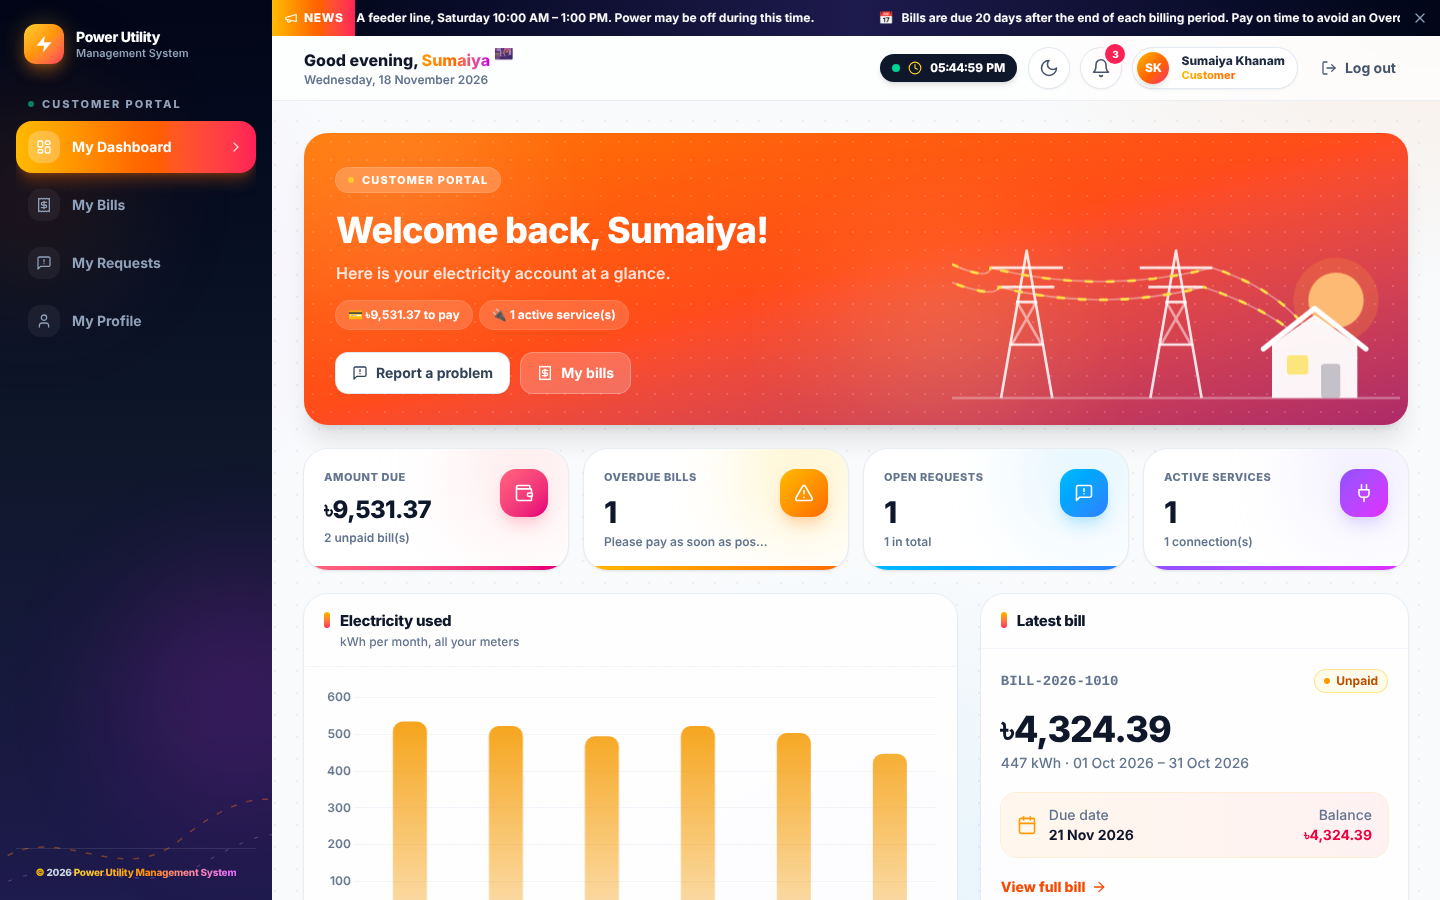 Power Utility
Management System
CUSTOMER PORTAL
My Dashboard
My Bills
My Requests
My Profile
© 2026 Power Utility Management System
NEWS
A feeder line, Saturday 10:00 AM – 1:00 PM. Power may be off during this time.
Bills are due 20 days after the end of each billing period. Pay on time to avoid an Over
Good evening, Sumaiya
Wednesday, 18 November 2026
05:44:59 PM
3
SK
Sumaiya Khanam
Customer
Log out
CUSTOMER PORTAL
Welcome back, Sumaiya!
Here is your electricity account at a glance.
৳9,531.37 to pay
1 active service(s)
Report a problem
My bills
AMOUNT DUE
৳9,531.37
2 unpaid bill(s)
OVERDUE BILLS
1
Please pay as soon as pos...
OPEN REQUESTS
1
1 in total
ACTIVE SERVICES
1
1 connection(s)
Electricity used
kWh per month, all your meters
600
500
400
300
200
100
Latest bill
BILL-2026-1010
Unpaid
৳4,324.39
447 kWh · 01 Oct 2026 – 31 Oct 2026
Due date
21 Nov 2026
Balance
৳4,324.39
View full bill